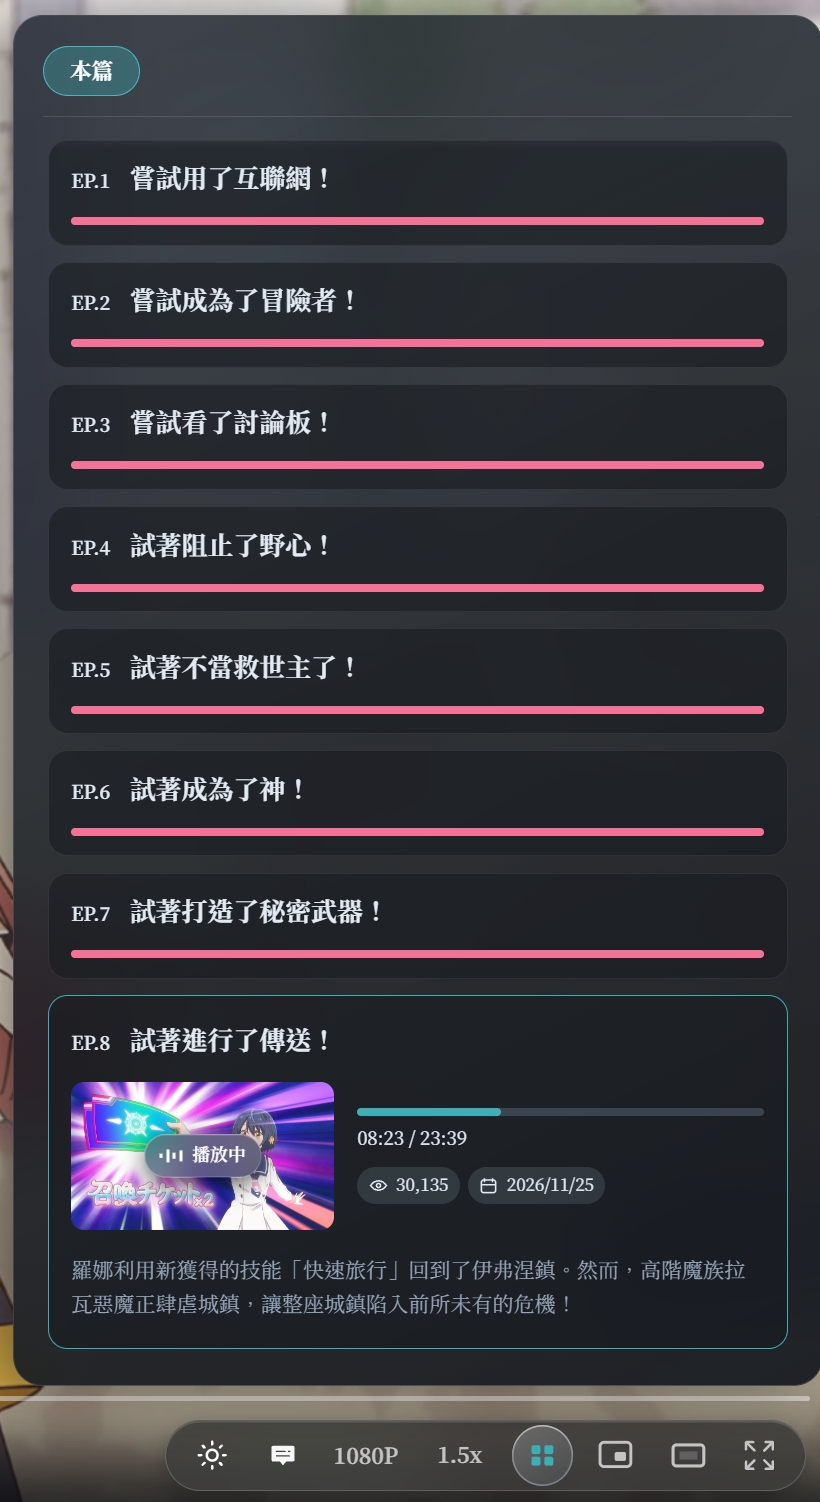 本篇
EP.1 嘗試用了互聯網！
EP.2 嘗試成為了冒險者！
EP.3 嘗試看了討論板！
EP.4 試著阻止了野心！
EP.5 試著不當救世主了！
EP.6 試著成為了神！
EP.7 試著打造了秘密武器！
EP.8 試著進行了傳送！
播放中
召喚チケットx2
08:23 / 23:39
30,135
2026/11/25
羅娜利用新獲得的技能「快速旅行」回到了伊弗涅鎮。然而，高階魔族拉
瓦惡魔正肆虐城鎮，讓整座城鎮陷入前所未有的危機！
1080P
1.5x